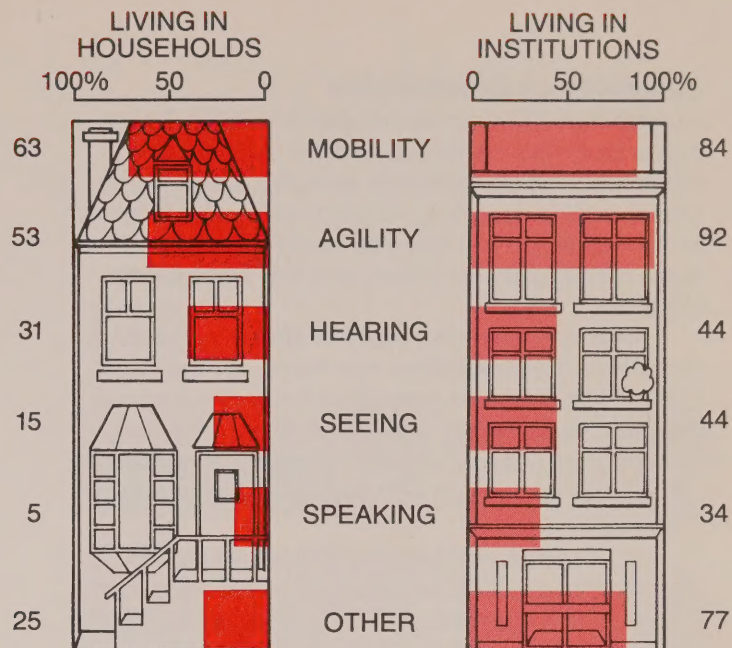 LIVING IN
HOUSEHOLDS
LIVING IN
INSTITUTIONS
100% 50 0
0 50 100%
63 MOBILITY 84
53 AGILITY 92
31 HEARING 44
15 SEEING 44
5 SPEAKING 34
25 OTHER 77